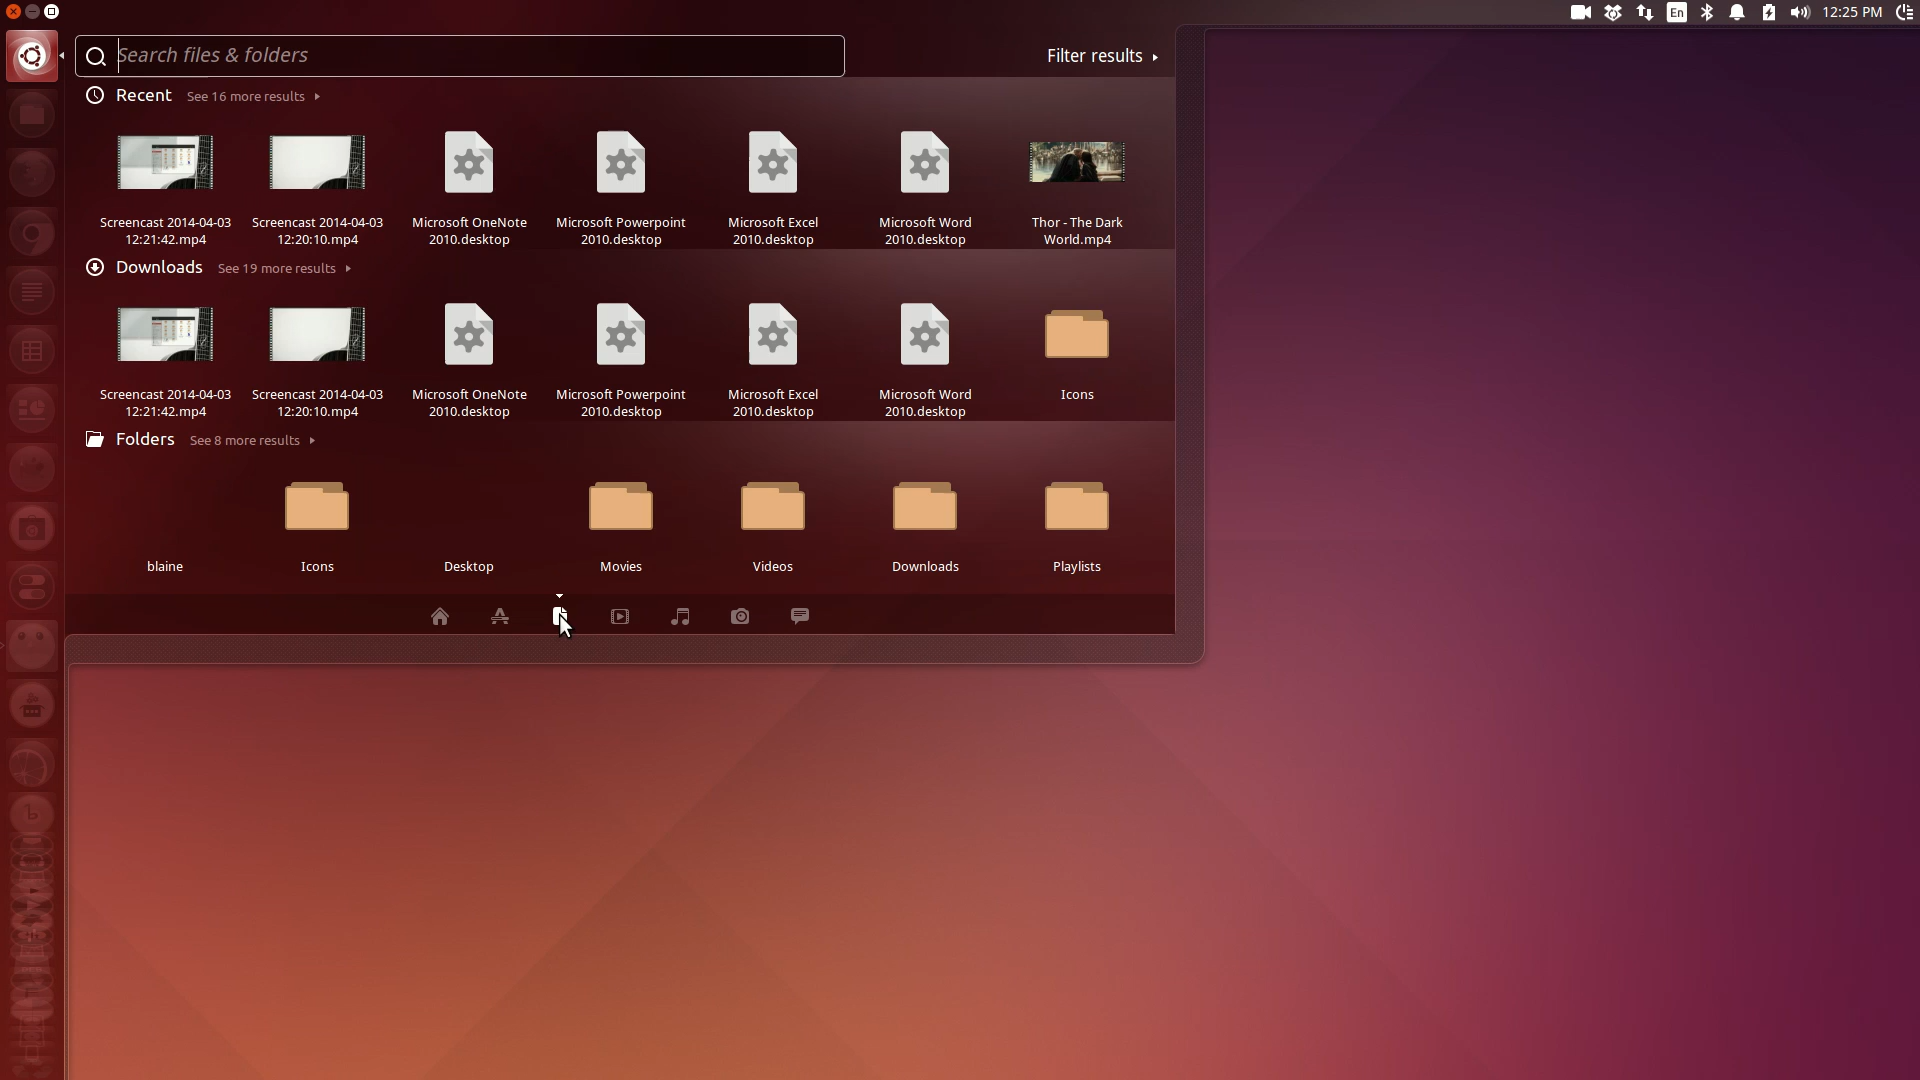 En
12:25 PM
Search files & folders
Filter results
Recent See 16 more results
Screencast 2014-04-03 12:21:42.mp4
Screencast 2014-04-03 12:20:10.mp4
Microsoft OneNote 2010.desktop
Microsoft Powerpoint 2010.desktop
Microsoft Excel 2010.desktop
Microsoft Word 2010.desktop
Thor - The Dark World.mp4
Downloads See 19 more results
Screencast 2014-04-03 12:21:42.mp4
Screencast 2014-04-03 12:20:10.mp4
Microsoft OneNote 2010.desktop
Microsoft Powerpoint 2010.desktop
Microsoft Excel 2010.desktop
Microsoft Word 2010.desktop
Icons
Folders See 8 more results
blaine
Icons
Desktop
Movies
Videos
Downloads
Playlists